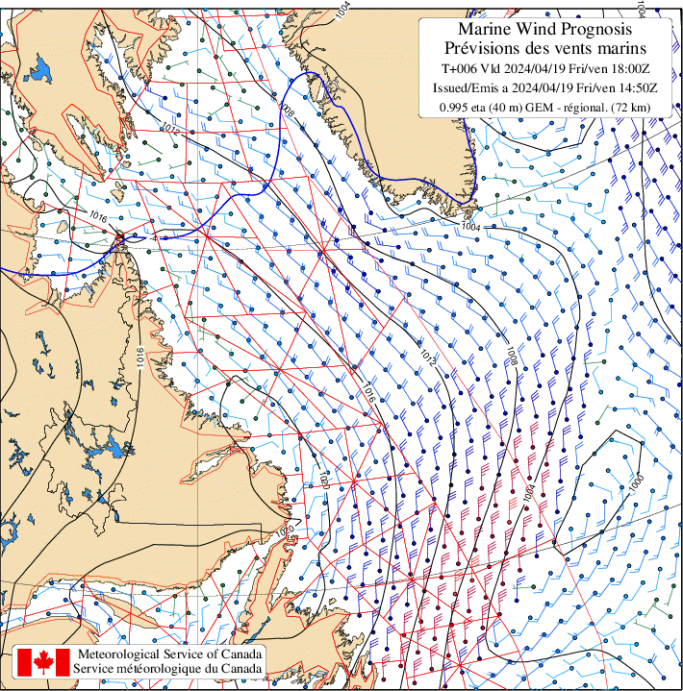 1004
Marine Wind Prognosis
Prévisions des vents marins
T+006 Vld 2024/04/19 Fri/ven 18:00Z
Issued/Emis a 2024/04/19 Fri/ven 14:50Z
0.995 eta (40 m) GEM - régional. (72 km)
1008
1012
1016
1004
1016
1012
1008
1016
1020
1004
1000
1020
Meteorological Service of Canada
Service météorologique du Canada